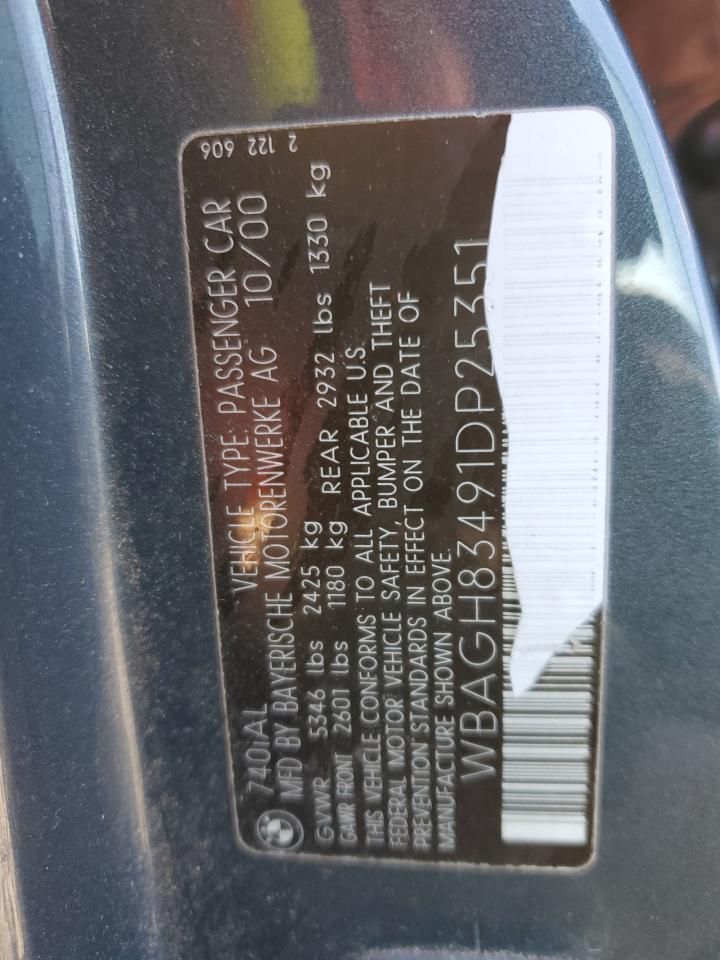 2 122 606
740iAL VEHICLE TYPE: PASSENGER CAR
MFD BY BAYERISCHE MOTORENWERKE AG 10/00
GVWR 5346 lbs 2425 kg
GAWR FRONT 2601 lbs 1180 kg REAR 2932 lbs 1330 kg
THIS VEHICLE CONFORMS TO ALL APPLICABLE U.S.
FEDERAL MOTOR VEHICLE SAFETY, BUMPER AND THEFT
PREVENTION STANDARDS IN EFFECT ON THE DATE OF
MANUFACTURE SHOWN ABOVE.
WBAGH83491DP25351